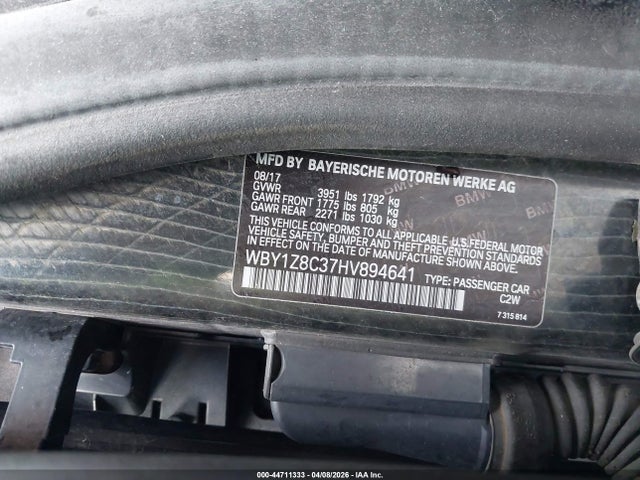 MFD BY BAYERISCHE MOTOREN WERKE AG
08/17
GVWR 3951 lbs 1792 kg
GAWR FRONT 1775 lbs 805 kg
GAWR REAR 2271 lbs 1030 kg
THIS VEHICLE CONFORMS TO ALL APPLICABLE U.S. FEDERAL MOTOR
VEHICLE SAFETY, BUMPER AND THEFT PREVENTION STANDARDS
IN EFFECT ON THE DATE OF MANUFACTURE SHOWN ABOVE.
WBY1Z8C37HV894641 TYPE: PASSENGER CAR
C2W
7 315 814
000-44711333 - 04/08/2026 - IAA Inc.